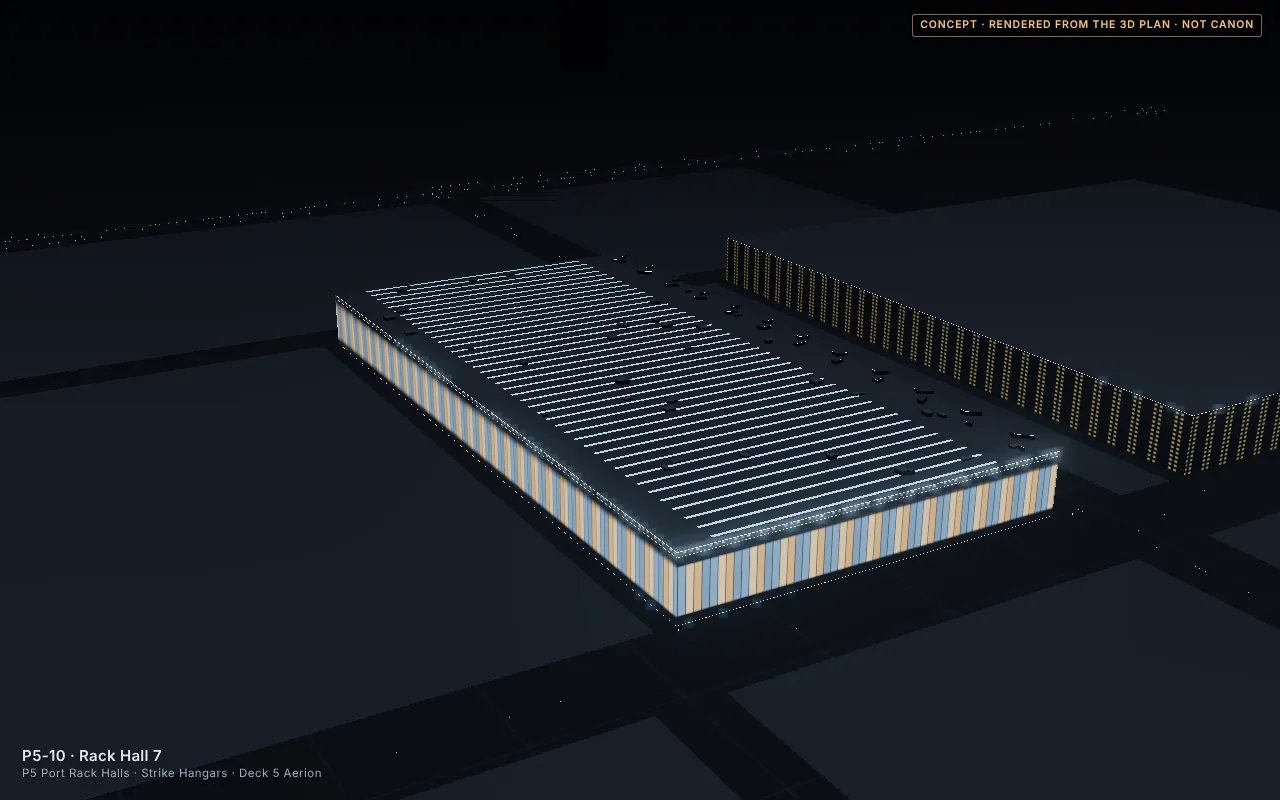 CONCEPT · RENDERED FROM THE 3D PLAN · NOT CANON
P5-10 · Rack Hall 7
P5 Port Rack Halls · Strike Hangars · Deck 5 Aerion